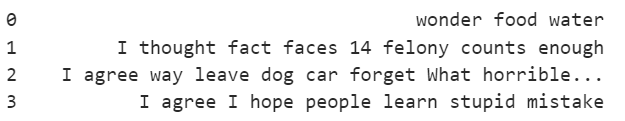 0 wonder food water
1 I thought fact faces 14 felony counts enough
2 I agree way leave dog car forget What horrible...
3 I agree I hope people learn stupid mistake